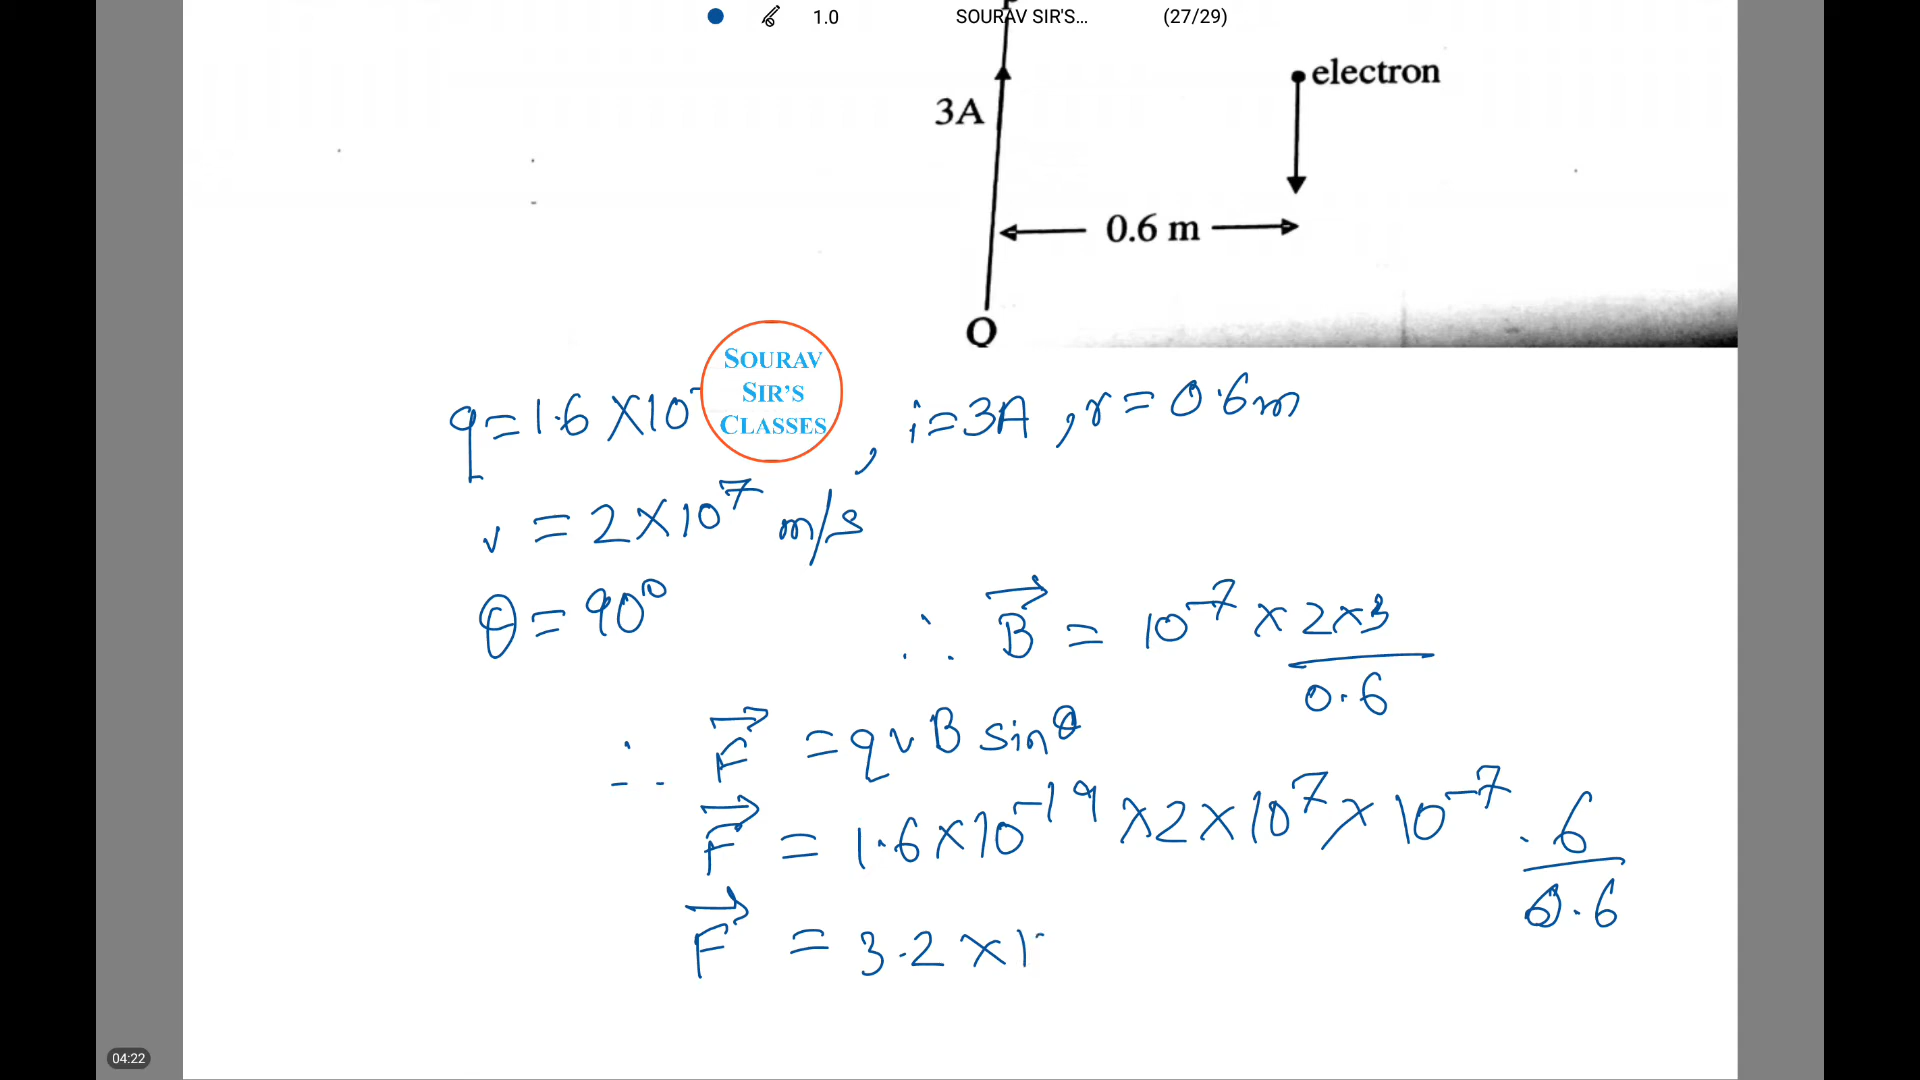 1.0 SOURAV SIR'S... (27/29)
electron
3A
0.6 m
Q
SOURAV
SIR'S
CLASSES
q=1.6×10⁻ , i=3A, r=0.6m
v = 2×10⁷ m/s
θ=90⁰
∴ B⃗ = 10⁻⁷ × 2×3/0.6
∴ F⃗ = qvB sinθ
F⃗ = 1.6×10⁻¹⁹ ×2×10⁷× 10⁻⁷ · 6/0.6
F⃗ = 3.2 ×1
04:22